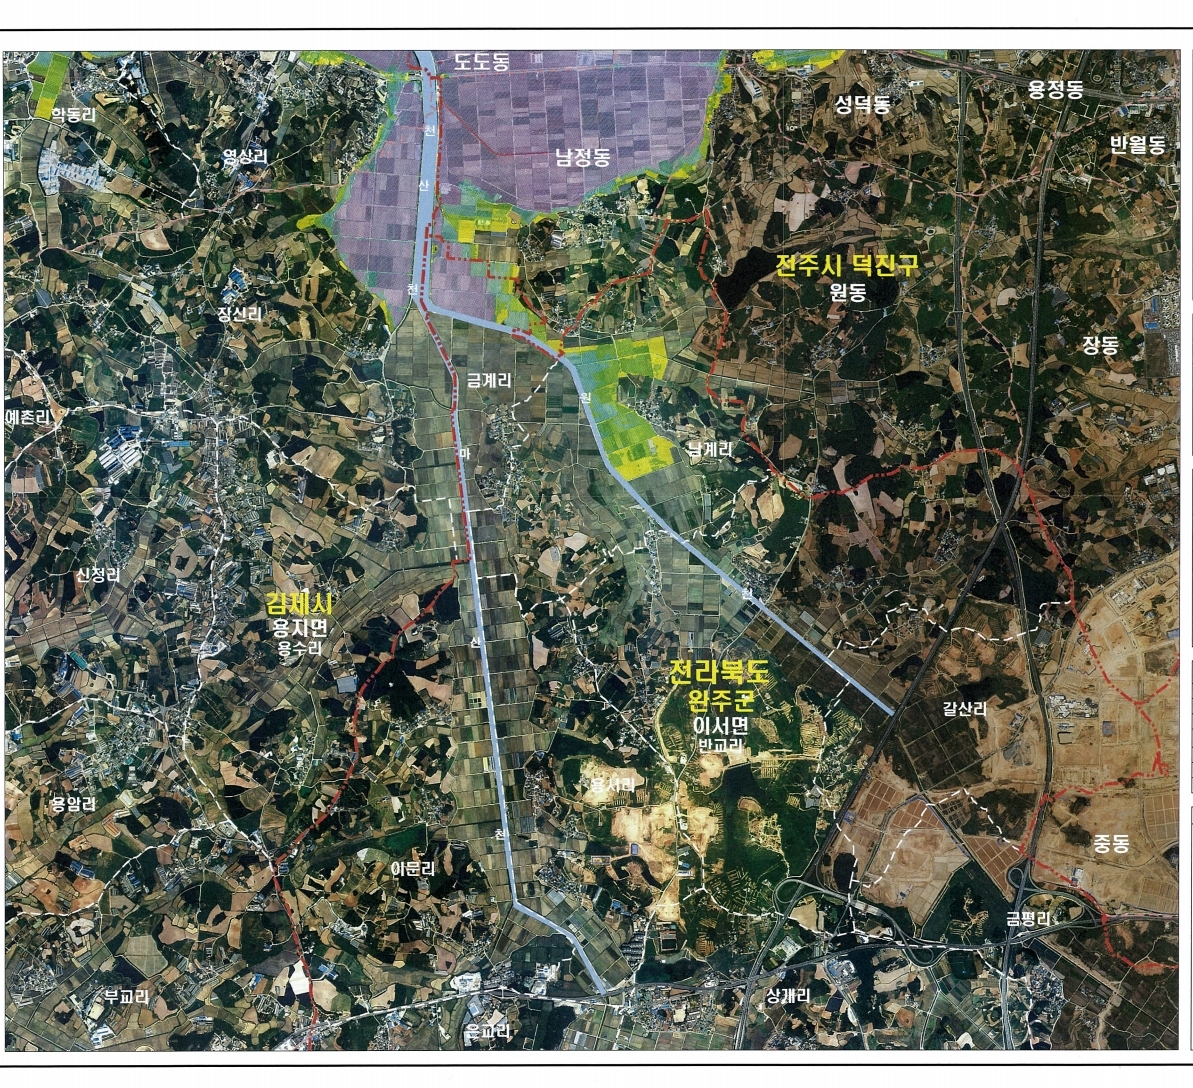 도도동
용정동
성덕동
학동리
반월동
천
영상리
남정동
산
전주시 덕진구
원동
천
장신리
장동
금계리
원
예촌리
남계리
마
신정리
천
김제시
용지면
용수리
산
전라북도
완주군
이서면
반교리
갈산리
용서리
용암리
천
중동
이문리
금평리
부교리
상개리
은교리